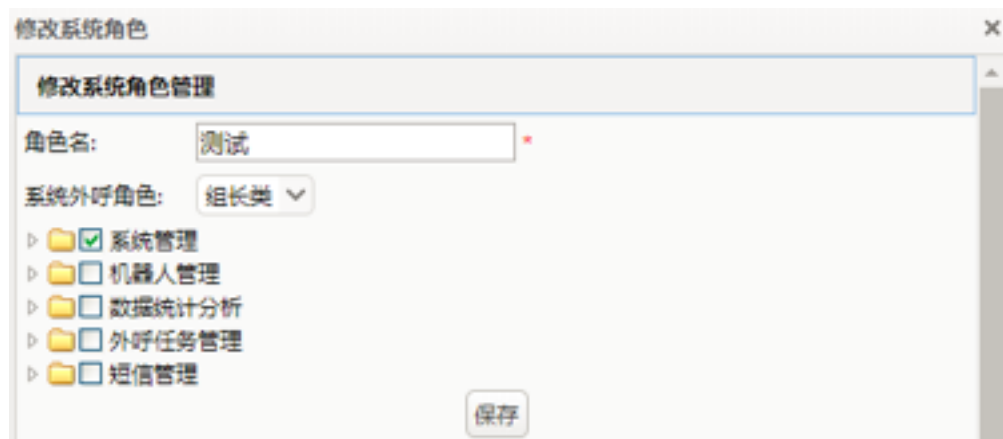 修改系统角色
修改系统角色管理
角色名: 测试 *
系统外呼角色: 组长类
系统管理
机器人管理
数据统计分析
外呼任务管理
短信管理
保存